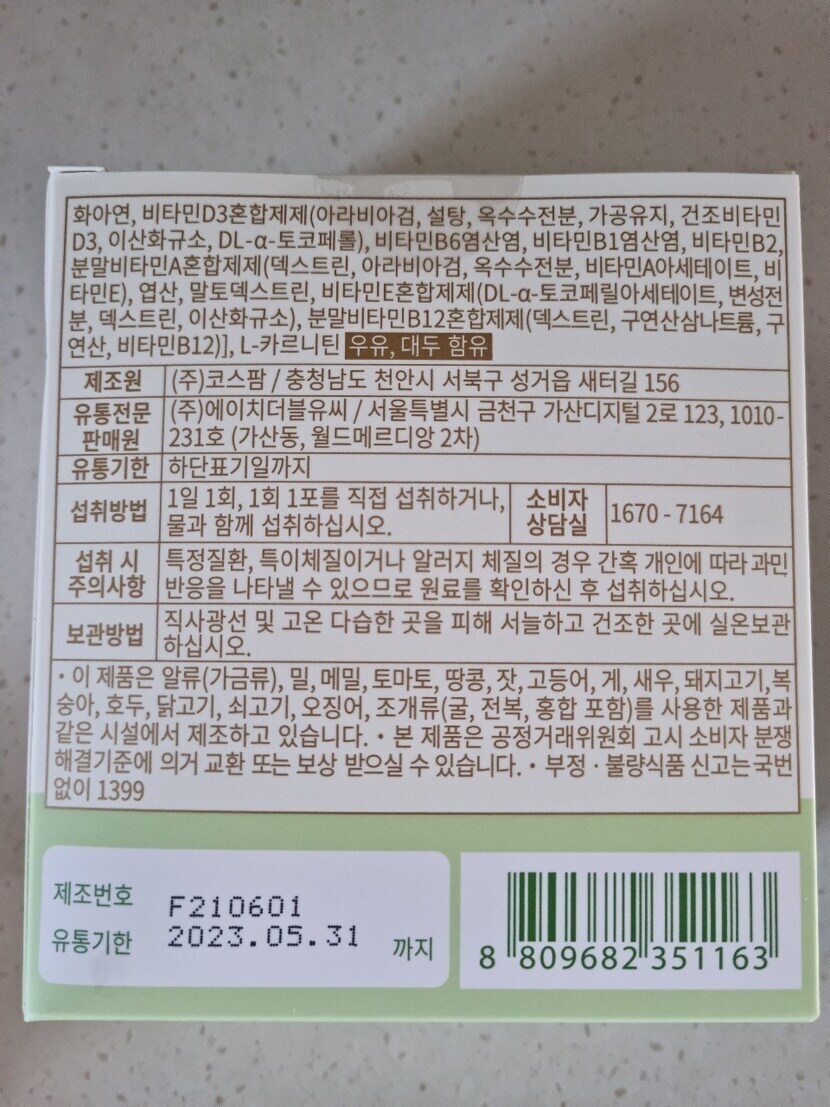 화아연, 비타민D3혼합제제(아라비아검, 설탕, 옥수수전분, 가공유지, 건조비타민
D3, 이산화규소, DL-α-토코페롤), 비타민B6염산염, 비타민B1염산염, 비타민B2,
분말비타민A혼합제제(덱스트린, 아라비아검, 옥수수전분, 비타민A아세테이트, 비
타민E), 엽산, 말토덱스트린, 비타민E혼합제제(DL-α-토코페릴아세테이트, 변성전
분, 덱스트린, 이산화규소), 분말비타민B12혼합제제(덱스트린, 구연산삼나트륨, 구
연산, 비타민B12)], L-카르니틴 우유, 대두 함유
제조원 (주)코스팜 / 충청남도 천안시 서북구 성거읍 새터길 156
유통전문
판매원
(주)에이치더블유씨 / 서울특별시 금천구 가산디지털 2로 123, 1010-
231호 (가산동, 월드메르디앙 2차)
유통기한 하단표기일까지
섭취방법
1일 1회, 1회 1포를 직접 섭취하거나,
물과 함께 섭취하십시오.
소비자
상담실
1670 - 7164
섭취 시
주의사항
특정질환, 특이체질이거나 알러지 체질의 경우 간혹 개인에 따라 과민
반응을 나타낼 수 있으므로 원료를 확인하신 후 섭취하십시오.
보관방법
직사광선 및 고온 다습한 곳을 피해 서늘하고 건조한 곳에 실온보관
하십시오.
• 이 제품은 알류(가금류), 밀, 메밀, 토마토, 땅콩, 잣, 고등어, 게, 새우, 돼지고기, 복
숭아, 호두, 닭고기, 쇠고기, 오징어, 조개류(굴, 전복, 홍합 포함)를 사용한 제품과
같은 시설에서 제조하고 있습니다. • 본 제품은 공정거래위원회 고시 소비자 분쟁
해결기준에 의거 교환 또는 보상 받으실 수 있습니다. • 부정 · 불량식품 신고는 국번
없이 1399
제조번호 F210601
유통기한 2023.05.31 까지
8 809682 351163